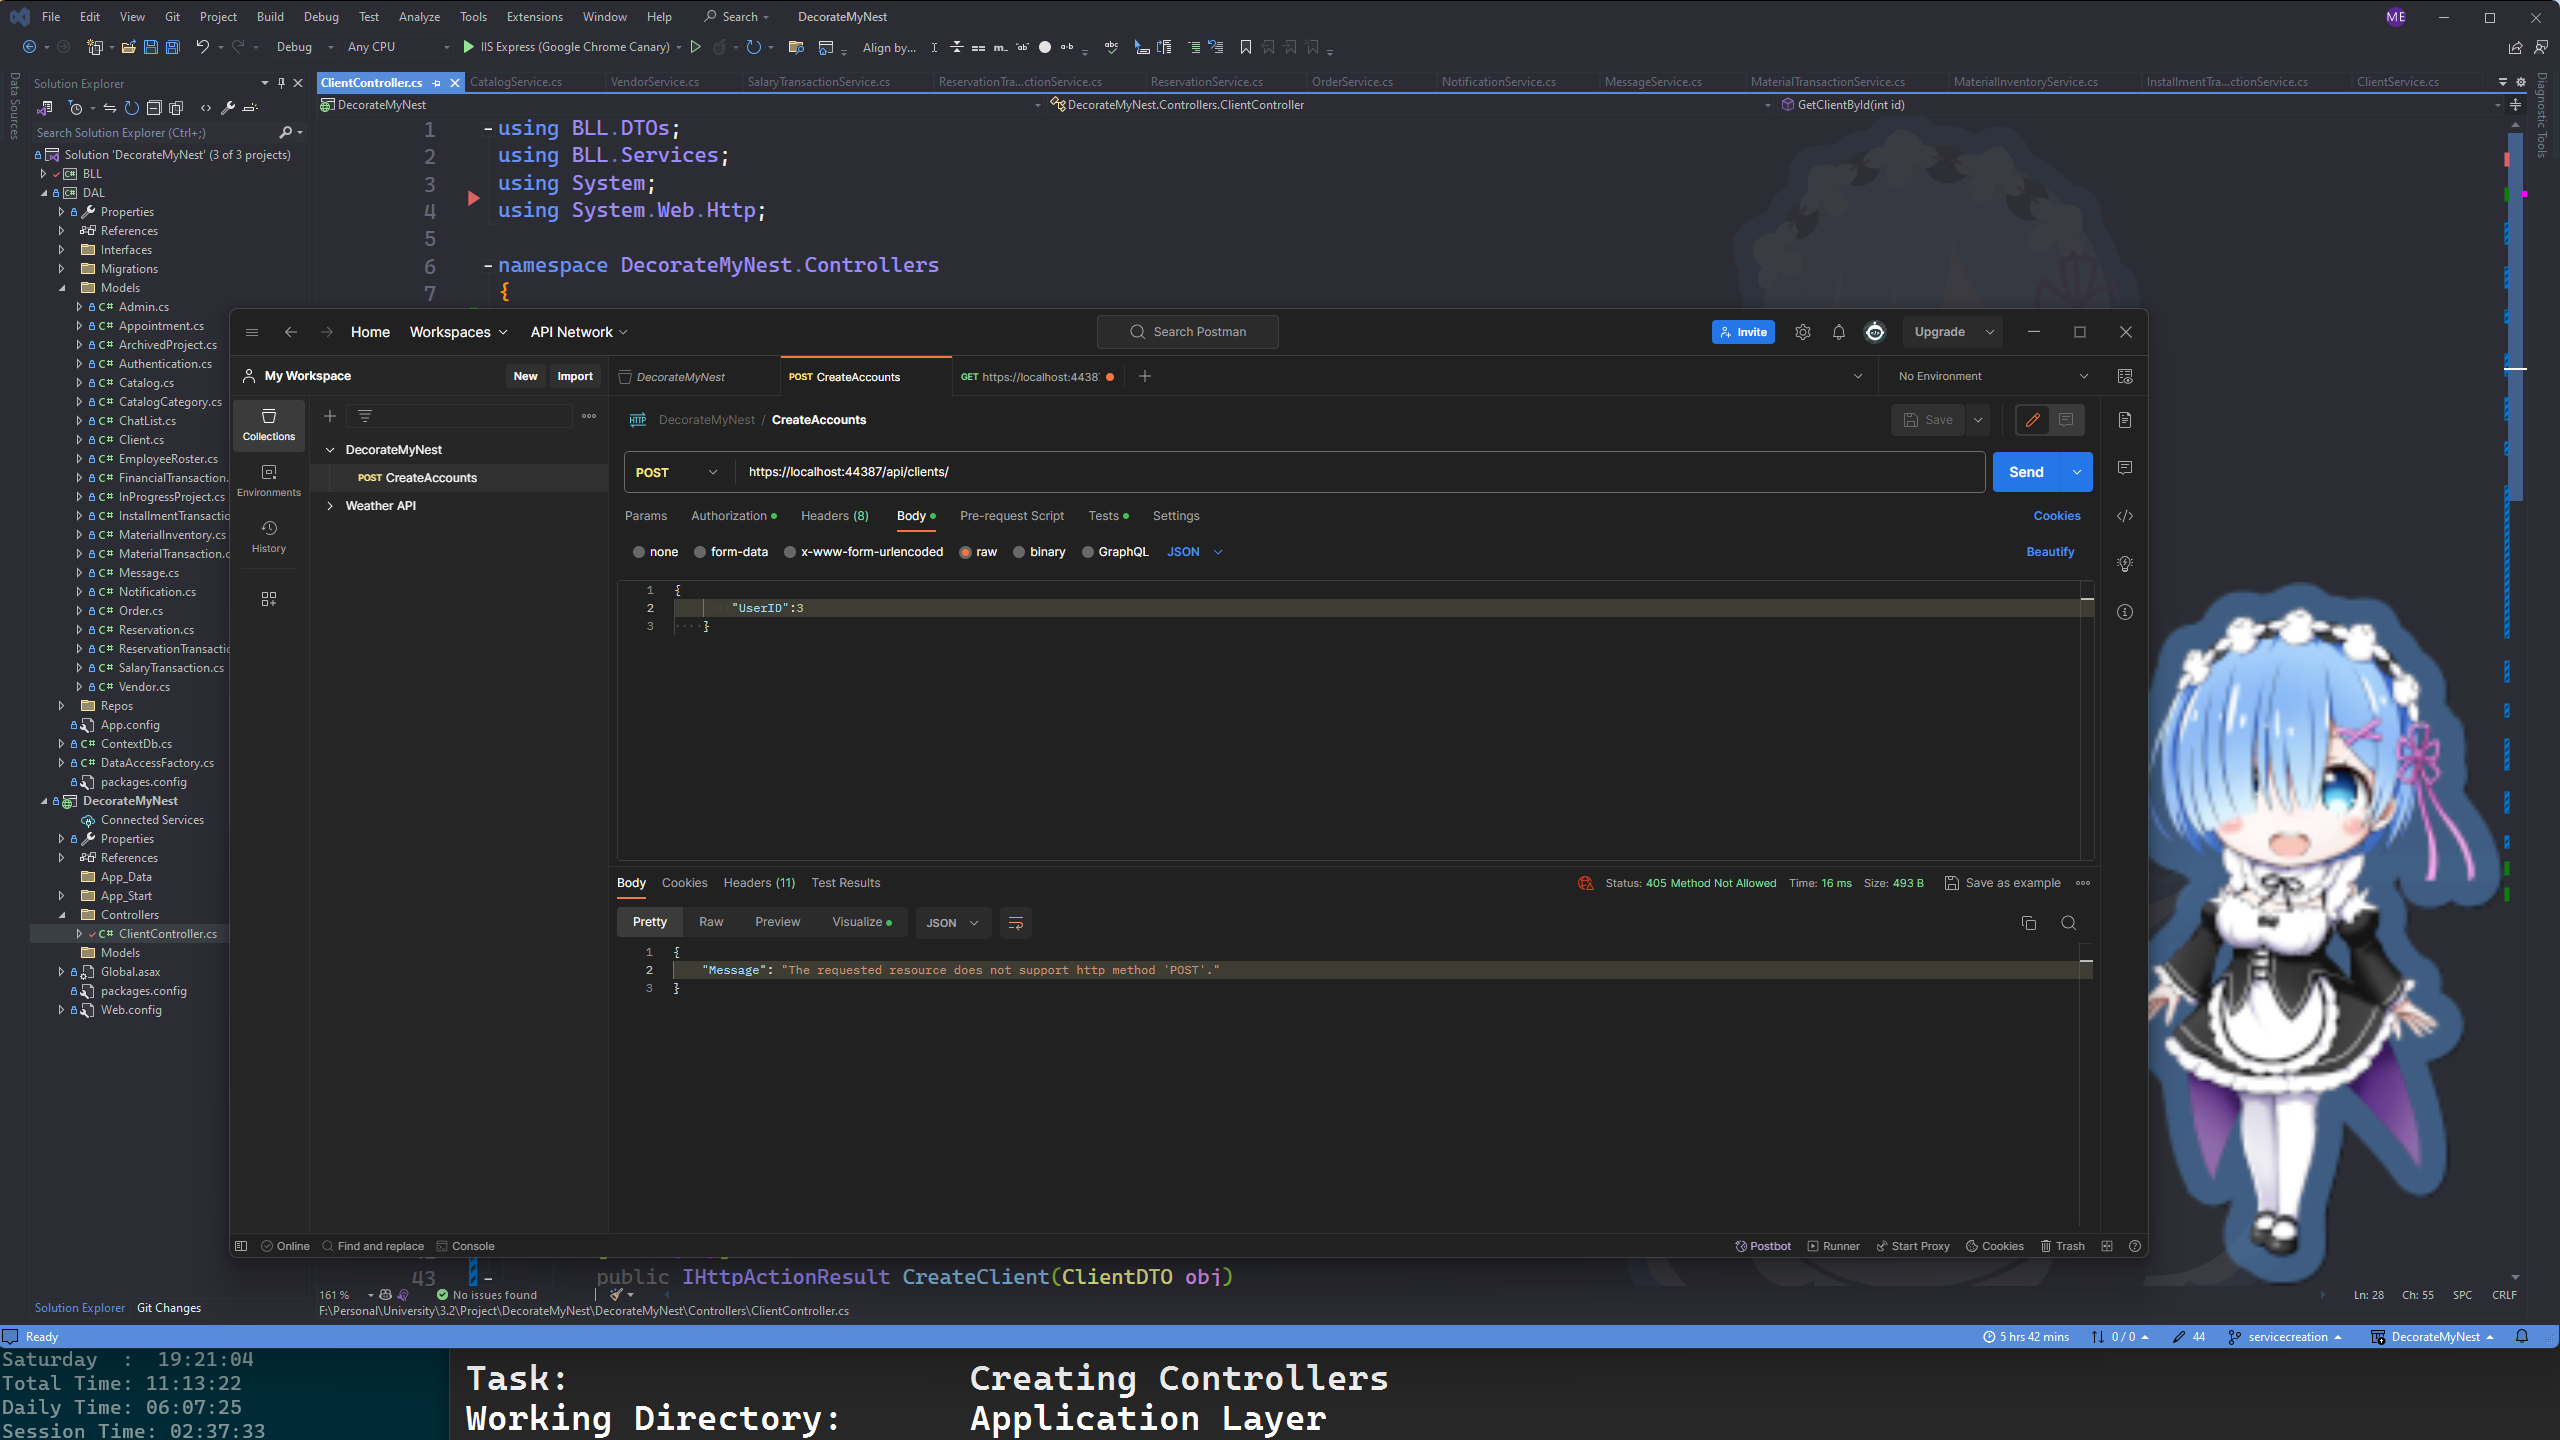 File Edit View Git Project Build Debug Test Analyze Tools Extensions Window Help Search DecorateMyNest ME
Debug Any CPU IIS Express (Google Chrome Canary) Align by...
Data Sources
Solution Explorer
Search Solution Explorer (Ctrl+;)
Solution 'DecorateMyNest' (3 of 3 projects)
BLL
DAL
Properties
References
Interfaces
Migrations
Models
Admin.cs
Appointment.cs
ArchivedProject.cs
Authentication.cs
Catalog.cs
CatalogCategory.cs
ChatList.cs
Client.cs
EmployeeRoster.cs
FinancialTransaction.
InProgressProject.cs
InstallmentTransactio
MaterialInventory.cs
MaterialTransaction.c
Message.cs
Notification.cs
Order.cs
Reservation.cs
ReservationTransactio
SalaryTransaction.cs
Vendor.cs
Repos
App.config
ContextDb.cs
DataAccessFactory.cs
packages.config
DecorateMyNest
Connected Services
Properties
References
App_Data
App_Start
Controllers
ClientController.cs
Models
Global.asax
packages.config
Web.config
Solution Explorer Git Changes
ClientController.cs CatalogService.cs VendorService.cs SalaryTransactionService.cs ReservationTra...ctionService.cs ReservationService.cs OrderService.cs NotificationService.cs MessageService.cs MaterialTransactionService.cs MaterialInventoryService.cs InstallmentTra...ctionService.cs ClientService.cs
DecorateMyNest DecorateMyNest.Controllers.ClientController GetClientById(int id)
Diagnostic Tools
1 using BLL.DTOs;
2 using BLL.Services;
3 using System;
4 using System.Web.Http;
5
6 namespace DecorateMyNest.Controllers
7 {
Home Workspaces API Network Search Postman Invite Upgrade
My Workspace New Import DecorateMyNest POST CreateAccounts GET https://localhost:4438 No Environment
Collections
Environments
History
DecorateMyNest
POST CreateAccounts
Weather API
HTTP DecorateMyNest / CreateAccounts Save
POST https://localhost:44387/api/clients/ Send
Params Authorization Headers (8) Body Pre-request Script Tests Settings Cookies
none form-data x-www-form-urlencoded raw binary GraphQL JSON Beautify
1 {
2 "UserID":3
3 }
Body Cookies Headers (11) Test Results Status: 405 Method Not Allowed Time: 16 ms Size: 493 B Save as example
Pretty Raw Preview Visualize JSON
1 {
2 "Message": "The requested resource does not support http method 'POST'."
3 }
Online Find and replace Console Postbot Runner Start Proxy Cookies Trash
43 public IHttpActionResult CreateClient(ClientDTO obj)
161 % No issues found Ln: 28 Ch: 55 SPC CRLF
F:\Personal\University\3.2\Project\DecorateMyNest\DecorateMyNest\Controllers\ClientController.cs
Ready 5 hrs 42 mins 0 / 0 44 servicecreation DecorateMyNest
Saturday : 19:21:04
Total Time: 11:13:22
Daily Time: 06:07:25
Session Time: 02:37:33
Task: Creating Controllers
Working Directory: Application Layer